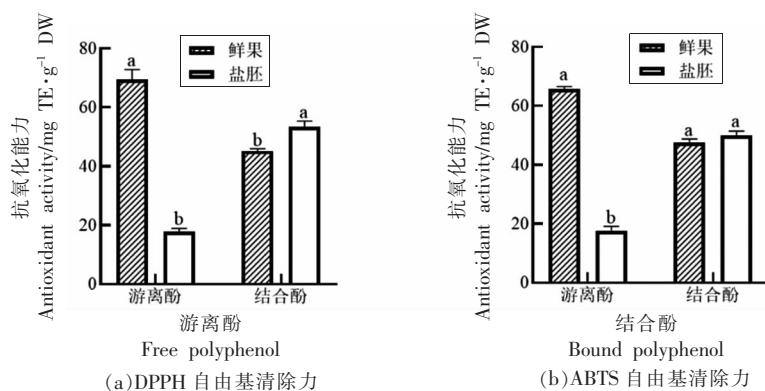 抗氧化能力
Antioxidant activity/mg TE·g⁻¹ DW
80
60
40
20
0
鲜果
盐胚
a
b
b
a
游离酚
结合酚
游离酚
Free polyphenol
(a)DPPH 自由基清除力
抗氧化能力
Antioxidant activity/mg TE·g⁻¹ DW
80
60
40
20
0
鲜果
盐胚
a
b
a
a
游离酚
结合酚
结合酚
Bound polyphenol
(b)ABTS 自由基清除力